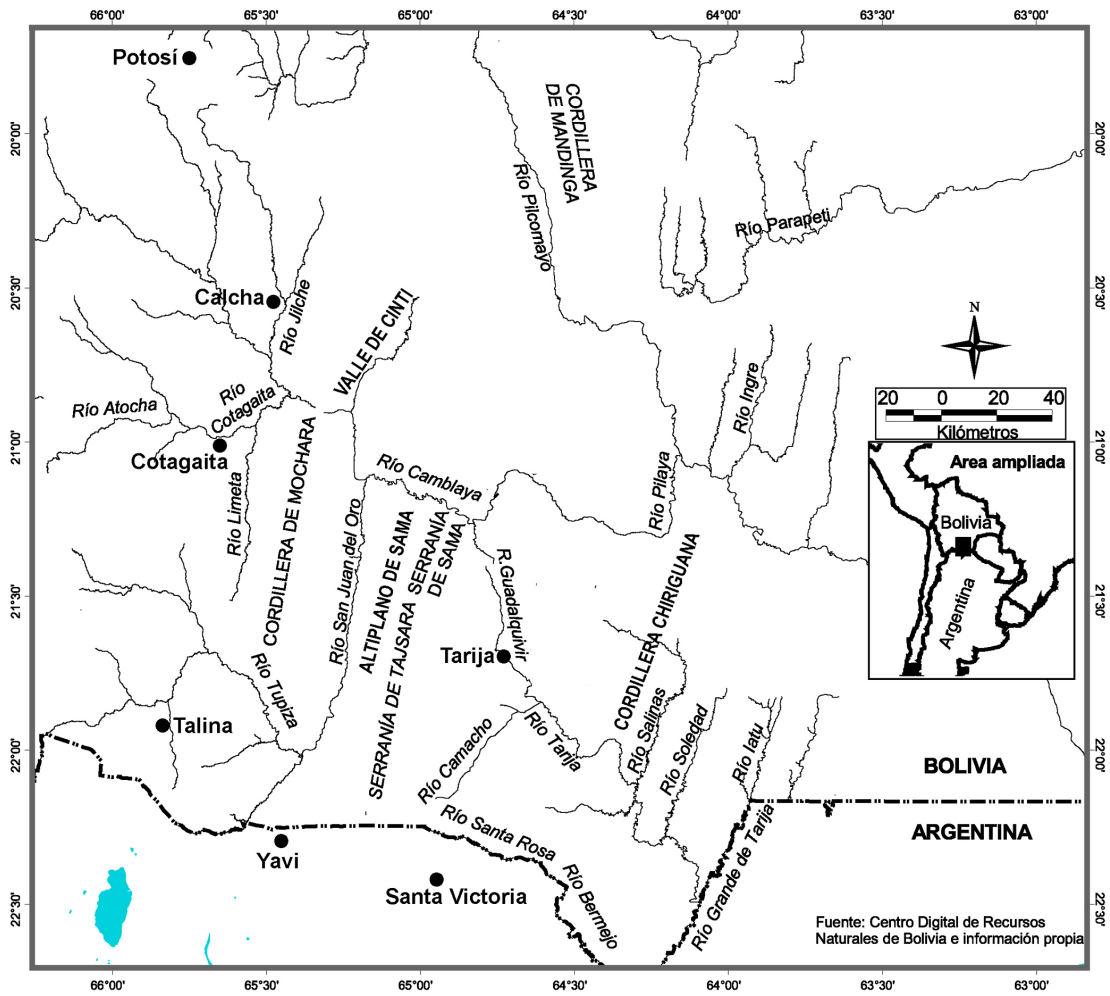 66°00'
65°30'
65°00'
64°30'
64°00'
63°30'
63°00'
Potosí
CORDILLERA
DE MANDINGA
20°00'
20°00'
Río Pilcomayo
Río Parapeti
20°30'
20°30'
Calcha
Río Jilche
VALLE DE CINTI
N
Río Atocha
Río
Cotagaita
Río Ingre
20 0 20 40
Kilómetros
21°00'
21°00'
Cotagaita
Río Limeta
CORDILLERA DE MOCHARA
Río Camblaya
Río Pilaya
Area ampliada
Bolivia
Argentina
Río San Juan del Oro
ALTIPLANO DE SAMA
SERRANÍA DE TAJSARA
SERRANÍA
DE SAMA
R.Guadalquivir
CORDILLERA CHIRIGUANA
21°30'
21°30'
Río Tupiza
Tarija
Talina
Río Camacho
Río Tarija
Río Salinas
Río Soledad
Río Iatu
22°00'
22°00'
BOLIVIA
ARGENTINA
Río Santa Rosa
Yavi
Santa Victoria
Río Bermejo
Río Grande de Tarija
22°30'
22°30'
Fuente: Centro Digital de Recursos
Naturales de Bolivia e información propia
66°00'
65°30'
65°00'
64°30'
64°00'
63°30'
63°00'